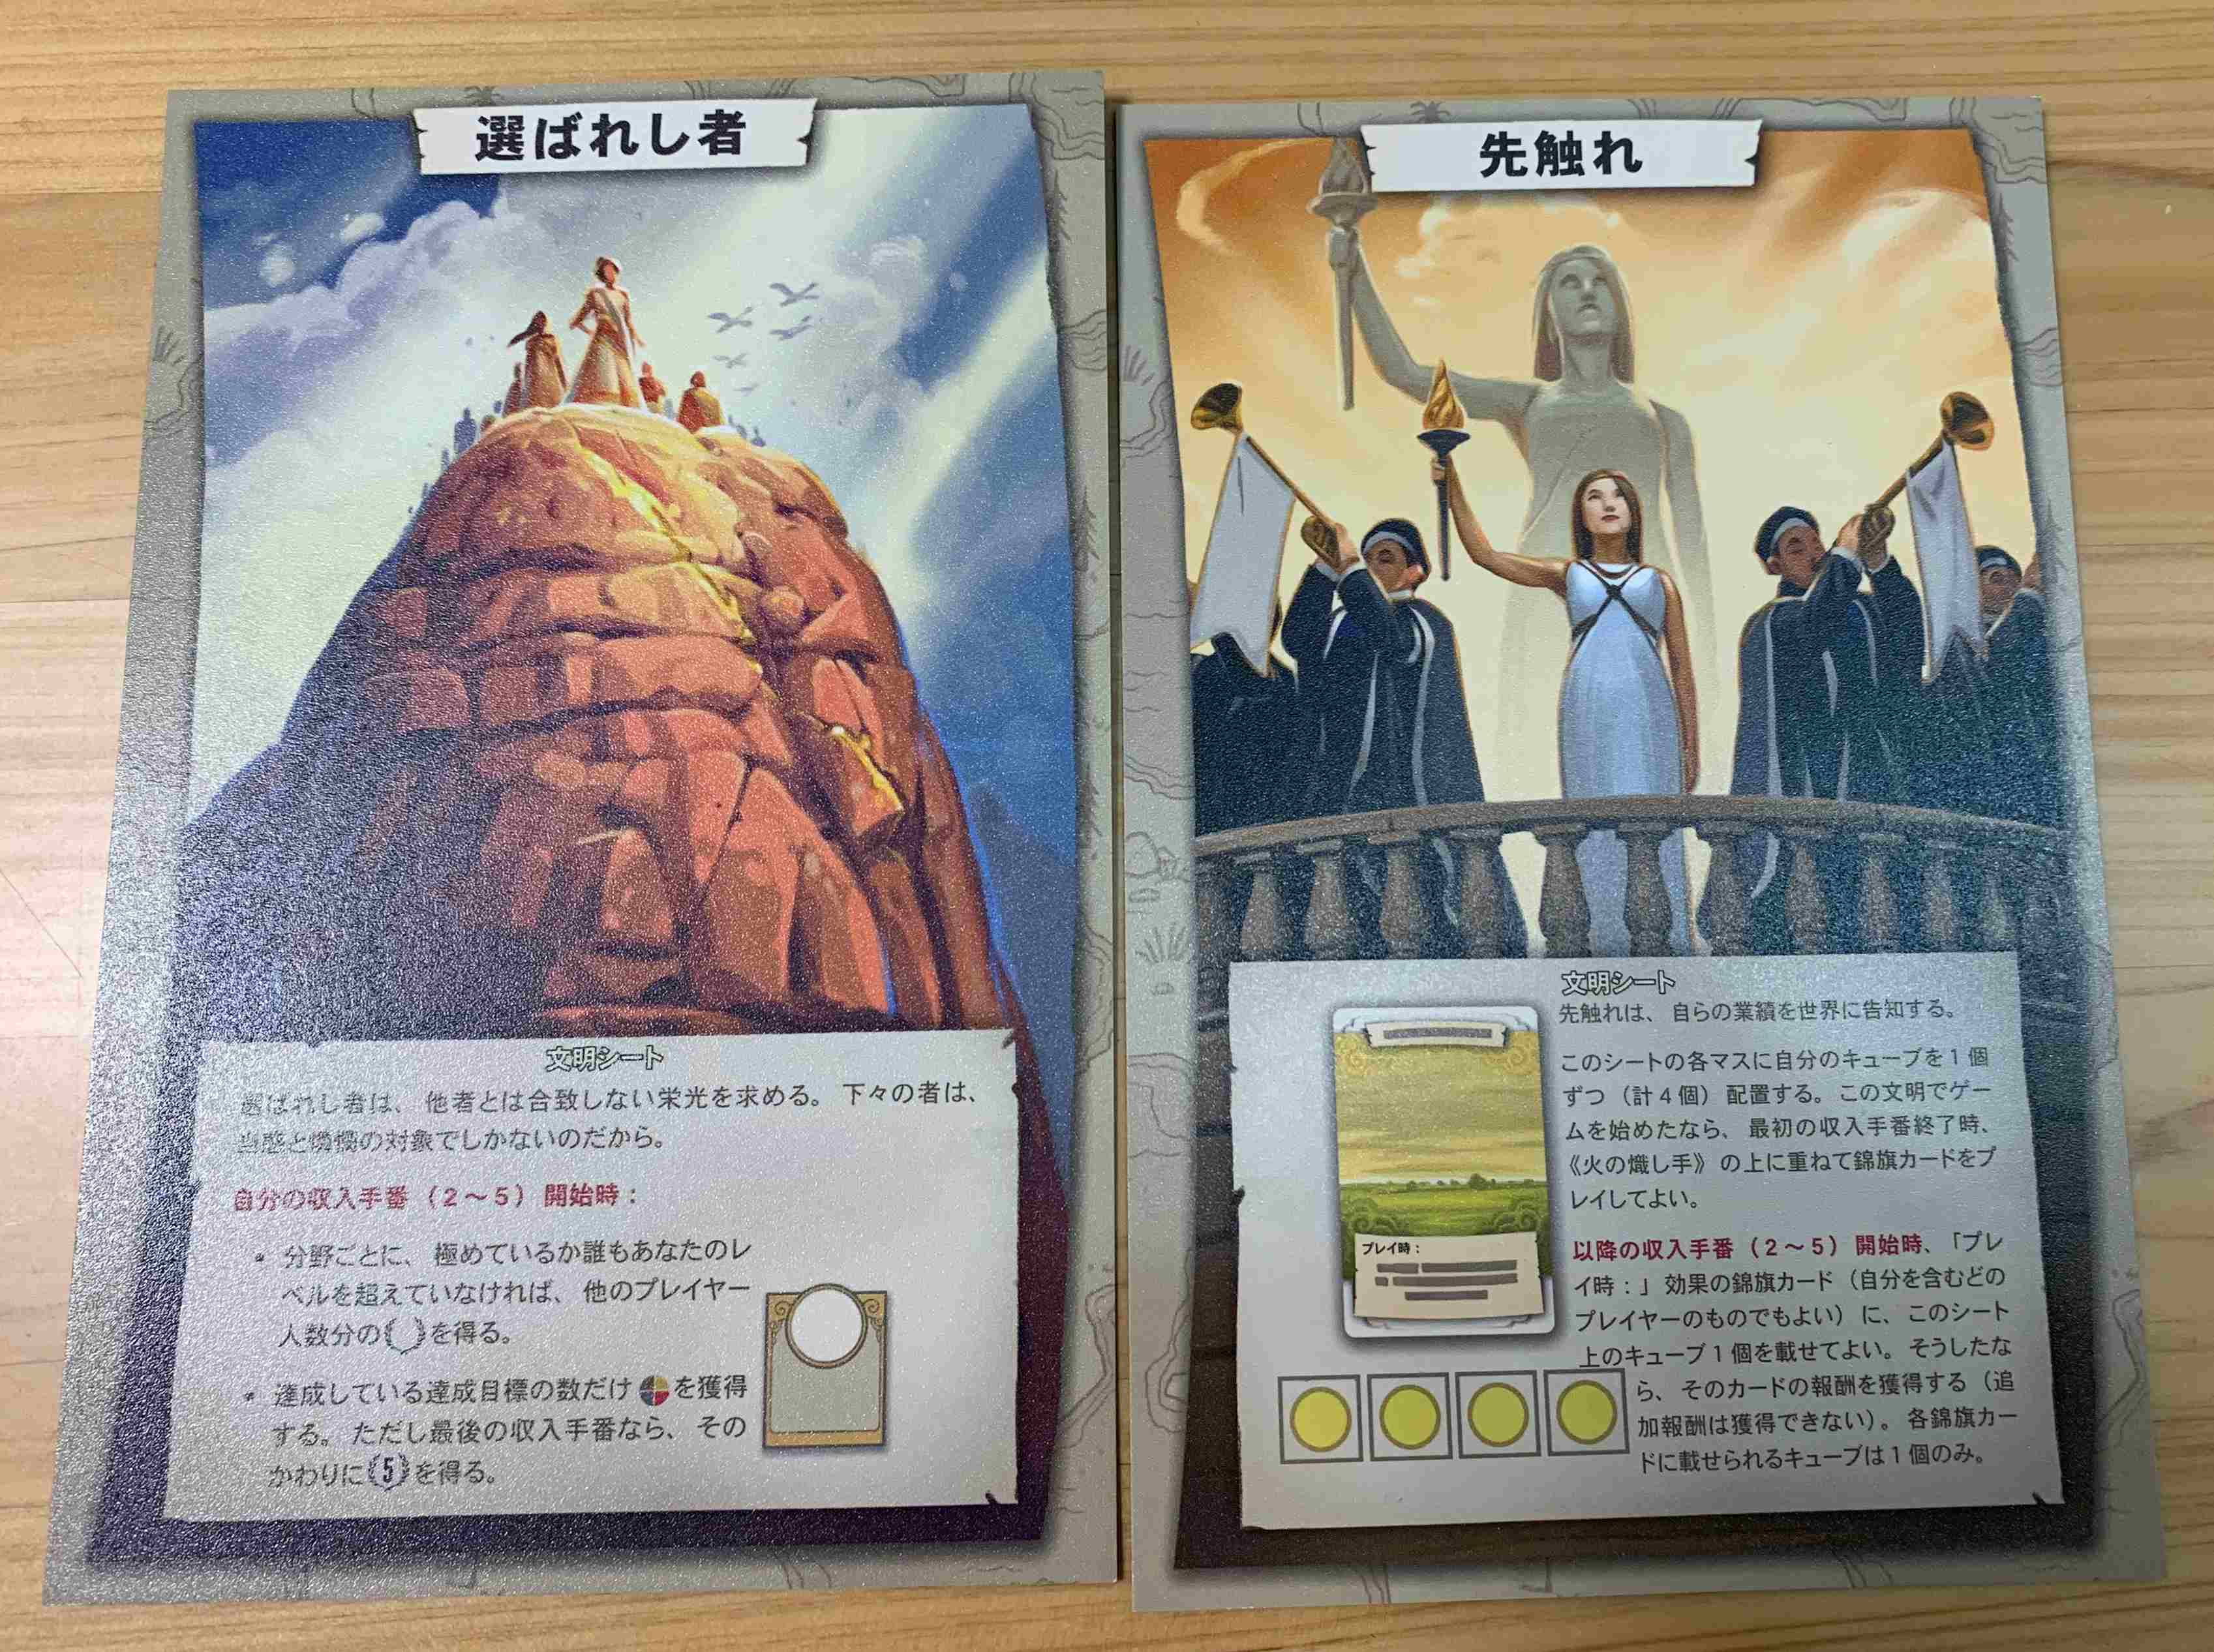 選ばれし者
文明シート
選ばれし者は、他者とは合致しない栄光を求める。下々の者は、
当惑と憐憫の対象でしかないのだから。
自分の収入手番（2～5）開始時：
• 分野ごとに、極めているか誰もあなたのレ
ベルを超えていなければ、他のプレイヤー
人数分の を得る。
• 達成している達成目標の数だけ を獲得
する。ただし最後の収入手番なら、その
かわりに5を得る。
先触れ
文明シート
先触れは、自らの業績を世界に告知する。
このシートの各マスに自分のキューブを1個
ずつ（計4個）配置する。この文明でゲー
ムを始めたなら、最初の収入手番終了時、
《火の熾し手》の上に重ねて錦旗カードをプ
レイしてよい。
以降の収入手番（2～5）開始時、「プレ
イ時：」効果の錦旗カード（自分を含むどの
プレイヤーのものでもよい）に、このシート
上のキューブ1個を載せてよい。そうしたな
ら、そのカードの報酬を獲得する（追
加報酬は獲得できない）。各錦旗カー
ドに載せられるキューブは1個のみ。
プレイ時：